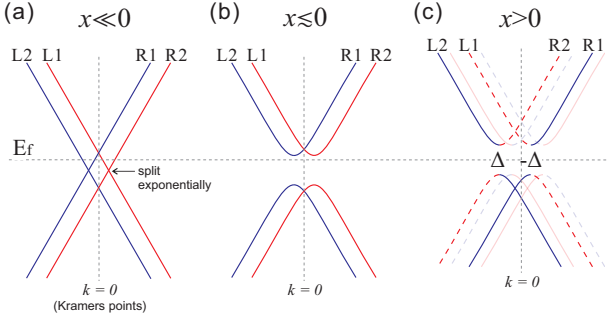 (a) x≪0 (b) x≲0 (c) x>0
L2 L1 R1 R2 L2 L1 R1 R2 L2 L1 R2 R1
Ef
split
exponentially
Δ -Δ
k = 0
(Kramers points)
k = 0
k = 0